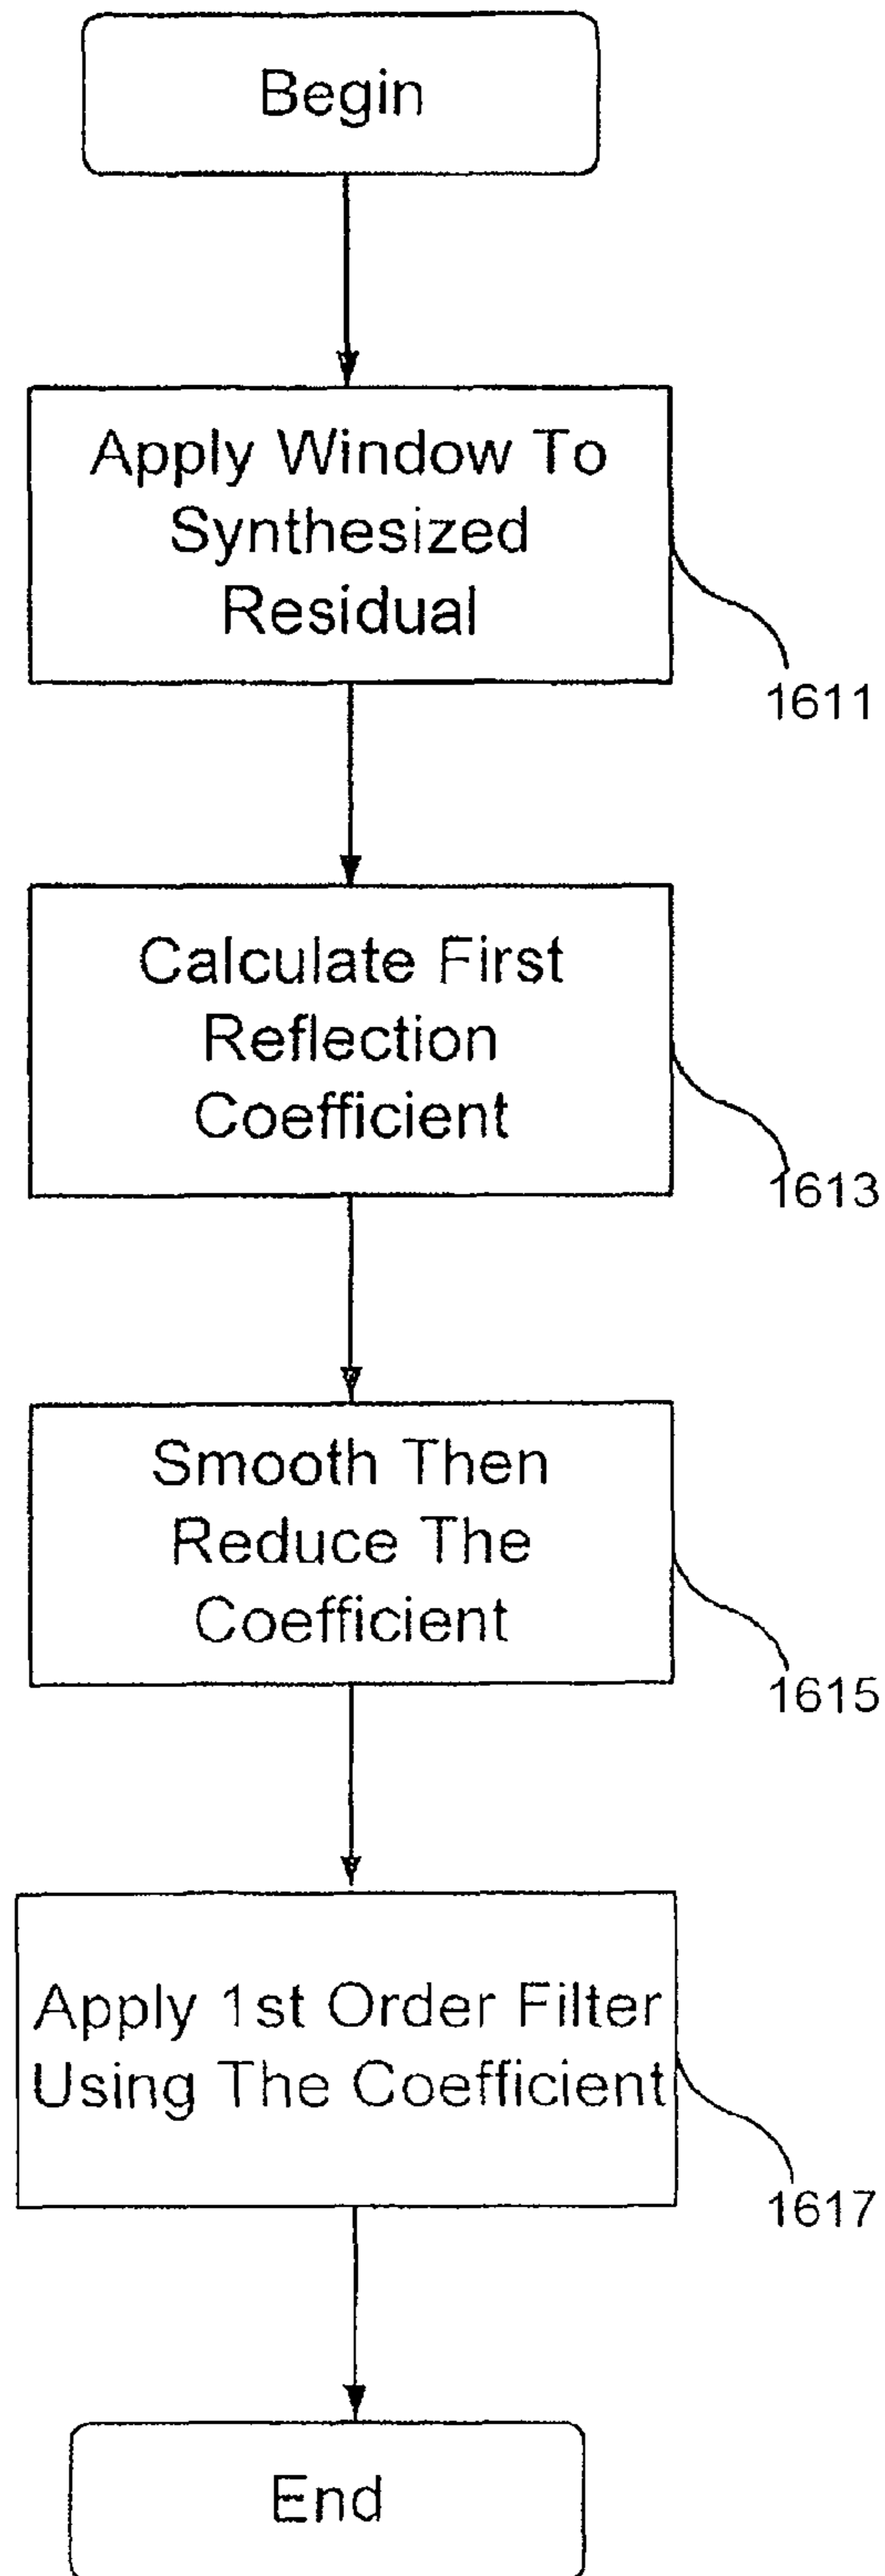 Begin
Apply Window To
Synthesized
Residual
1611
Calculate First
Reflection
Coefficient
1613
Smooth Then
Reduce The
Coefficient
1615
Apply 1st Order Filter
Using The Coefficient
1617
End